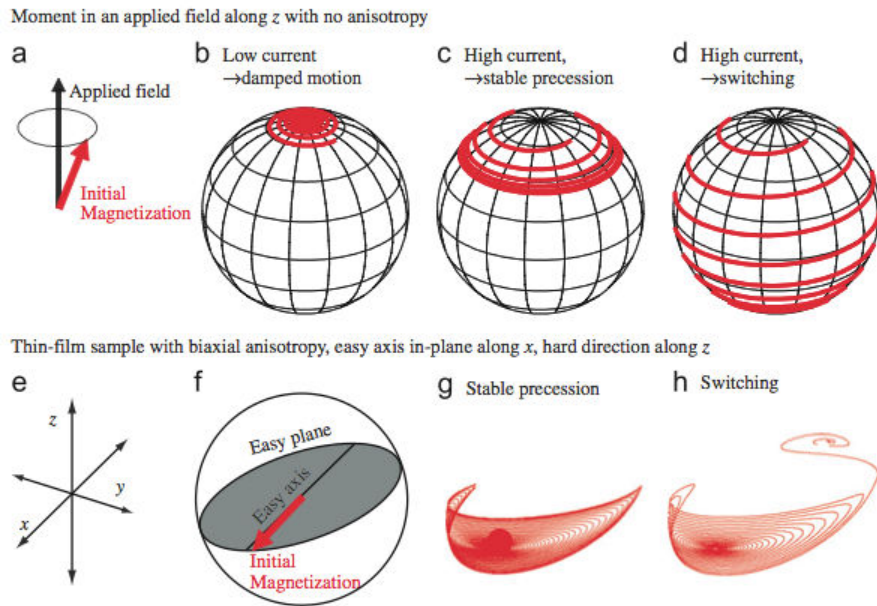 Moment in an applied field along z with no anisotropy
a
Applied field
Initial
Magnetization
b Low current
→damped motion
c High current,
→stable precession
d High current,
→switching
Thin-film sample with biaxial anisotropy, easy axis in-plane along x, hard direction along z
e
z
y
x
f
Easy plane
Easy axis
Initial
Magnetization
g Stable precession
h Switching